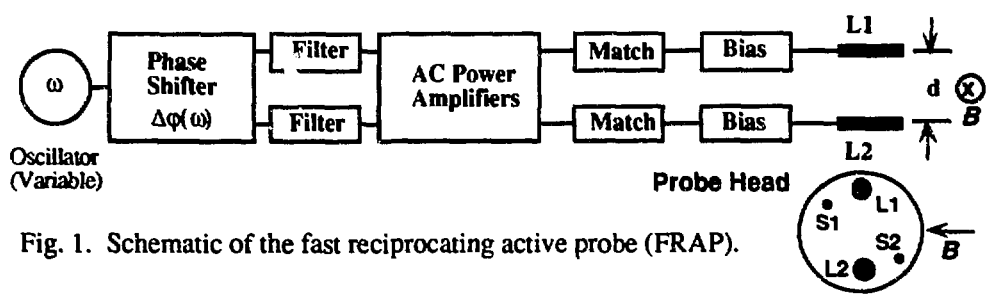 ω
Oscillator
(Variable)
Phase
Shifter
Δφ(ω)
Filter
Filter
AC Power
Amplifiers
Match
Match
Bias
Bias
L1
L2
d
B
Probe Head
L1
S1
S2
L2
B
Fig. 1. Schematic of the fast reciprocating active probe (FRAP).